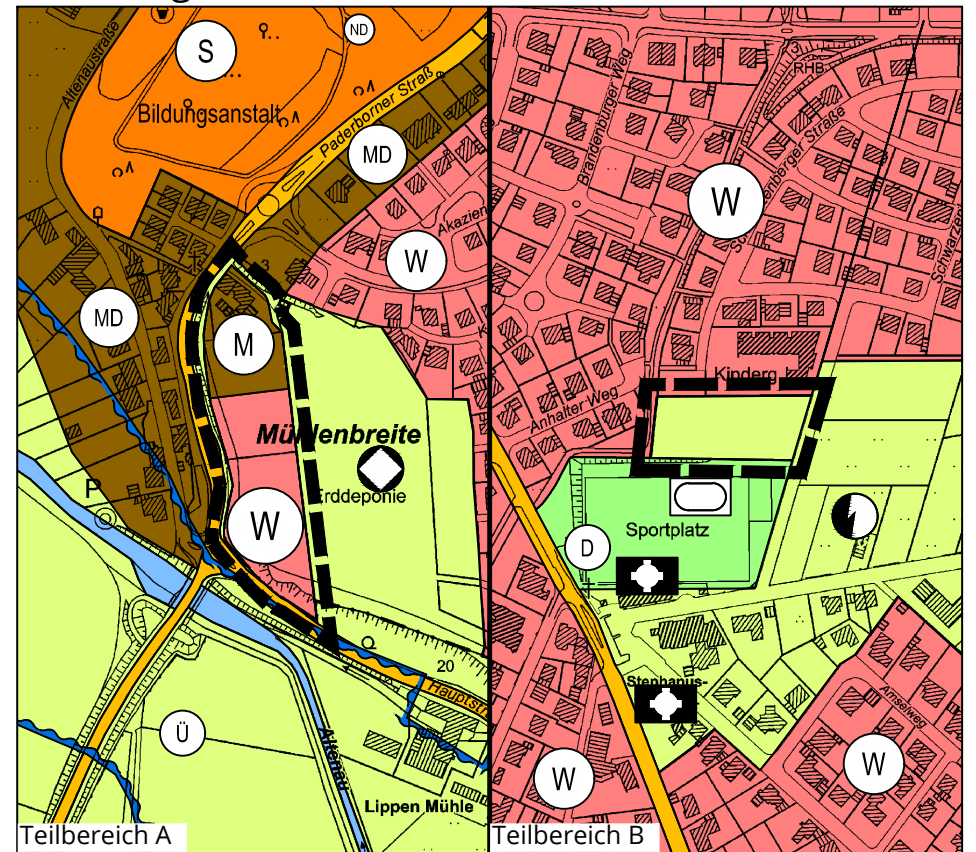 Altenaustraße
S
ND
Bildungsanstalt
Paderborner Straß
MD
Akazien
W
MD
M
Mühlenbreite
Erddeponie
P
W
20
Hauptstr
Ü
Altenau
Lippen Mühle
Teilbereich A
RHB
Brandenburger Weg
W
Schwarzen
Kinderg.
Anhalter Weg
Sportplatz
D
Stephanus-
Amselweg
W
W
Teilbereich B